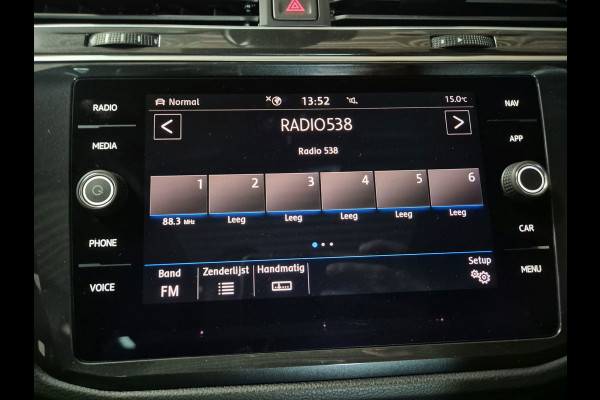 Normal 13:52 15.0°C
RADIO NAV
< RADIO538 >
MEDIA APP
Radio 538
1 2 3 4 5 6
88.3 MHz Leeg Leeg Leeg Leeg Leeg
PHONE CAR
Band Zenderlijst Handmatig Setup
FM
VOICE MENU